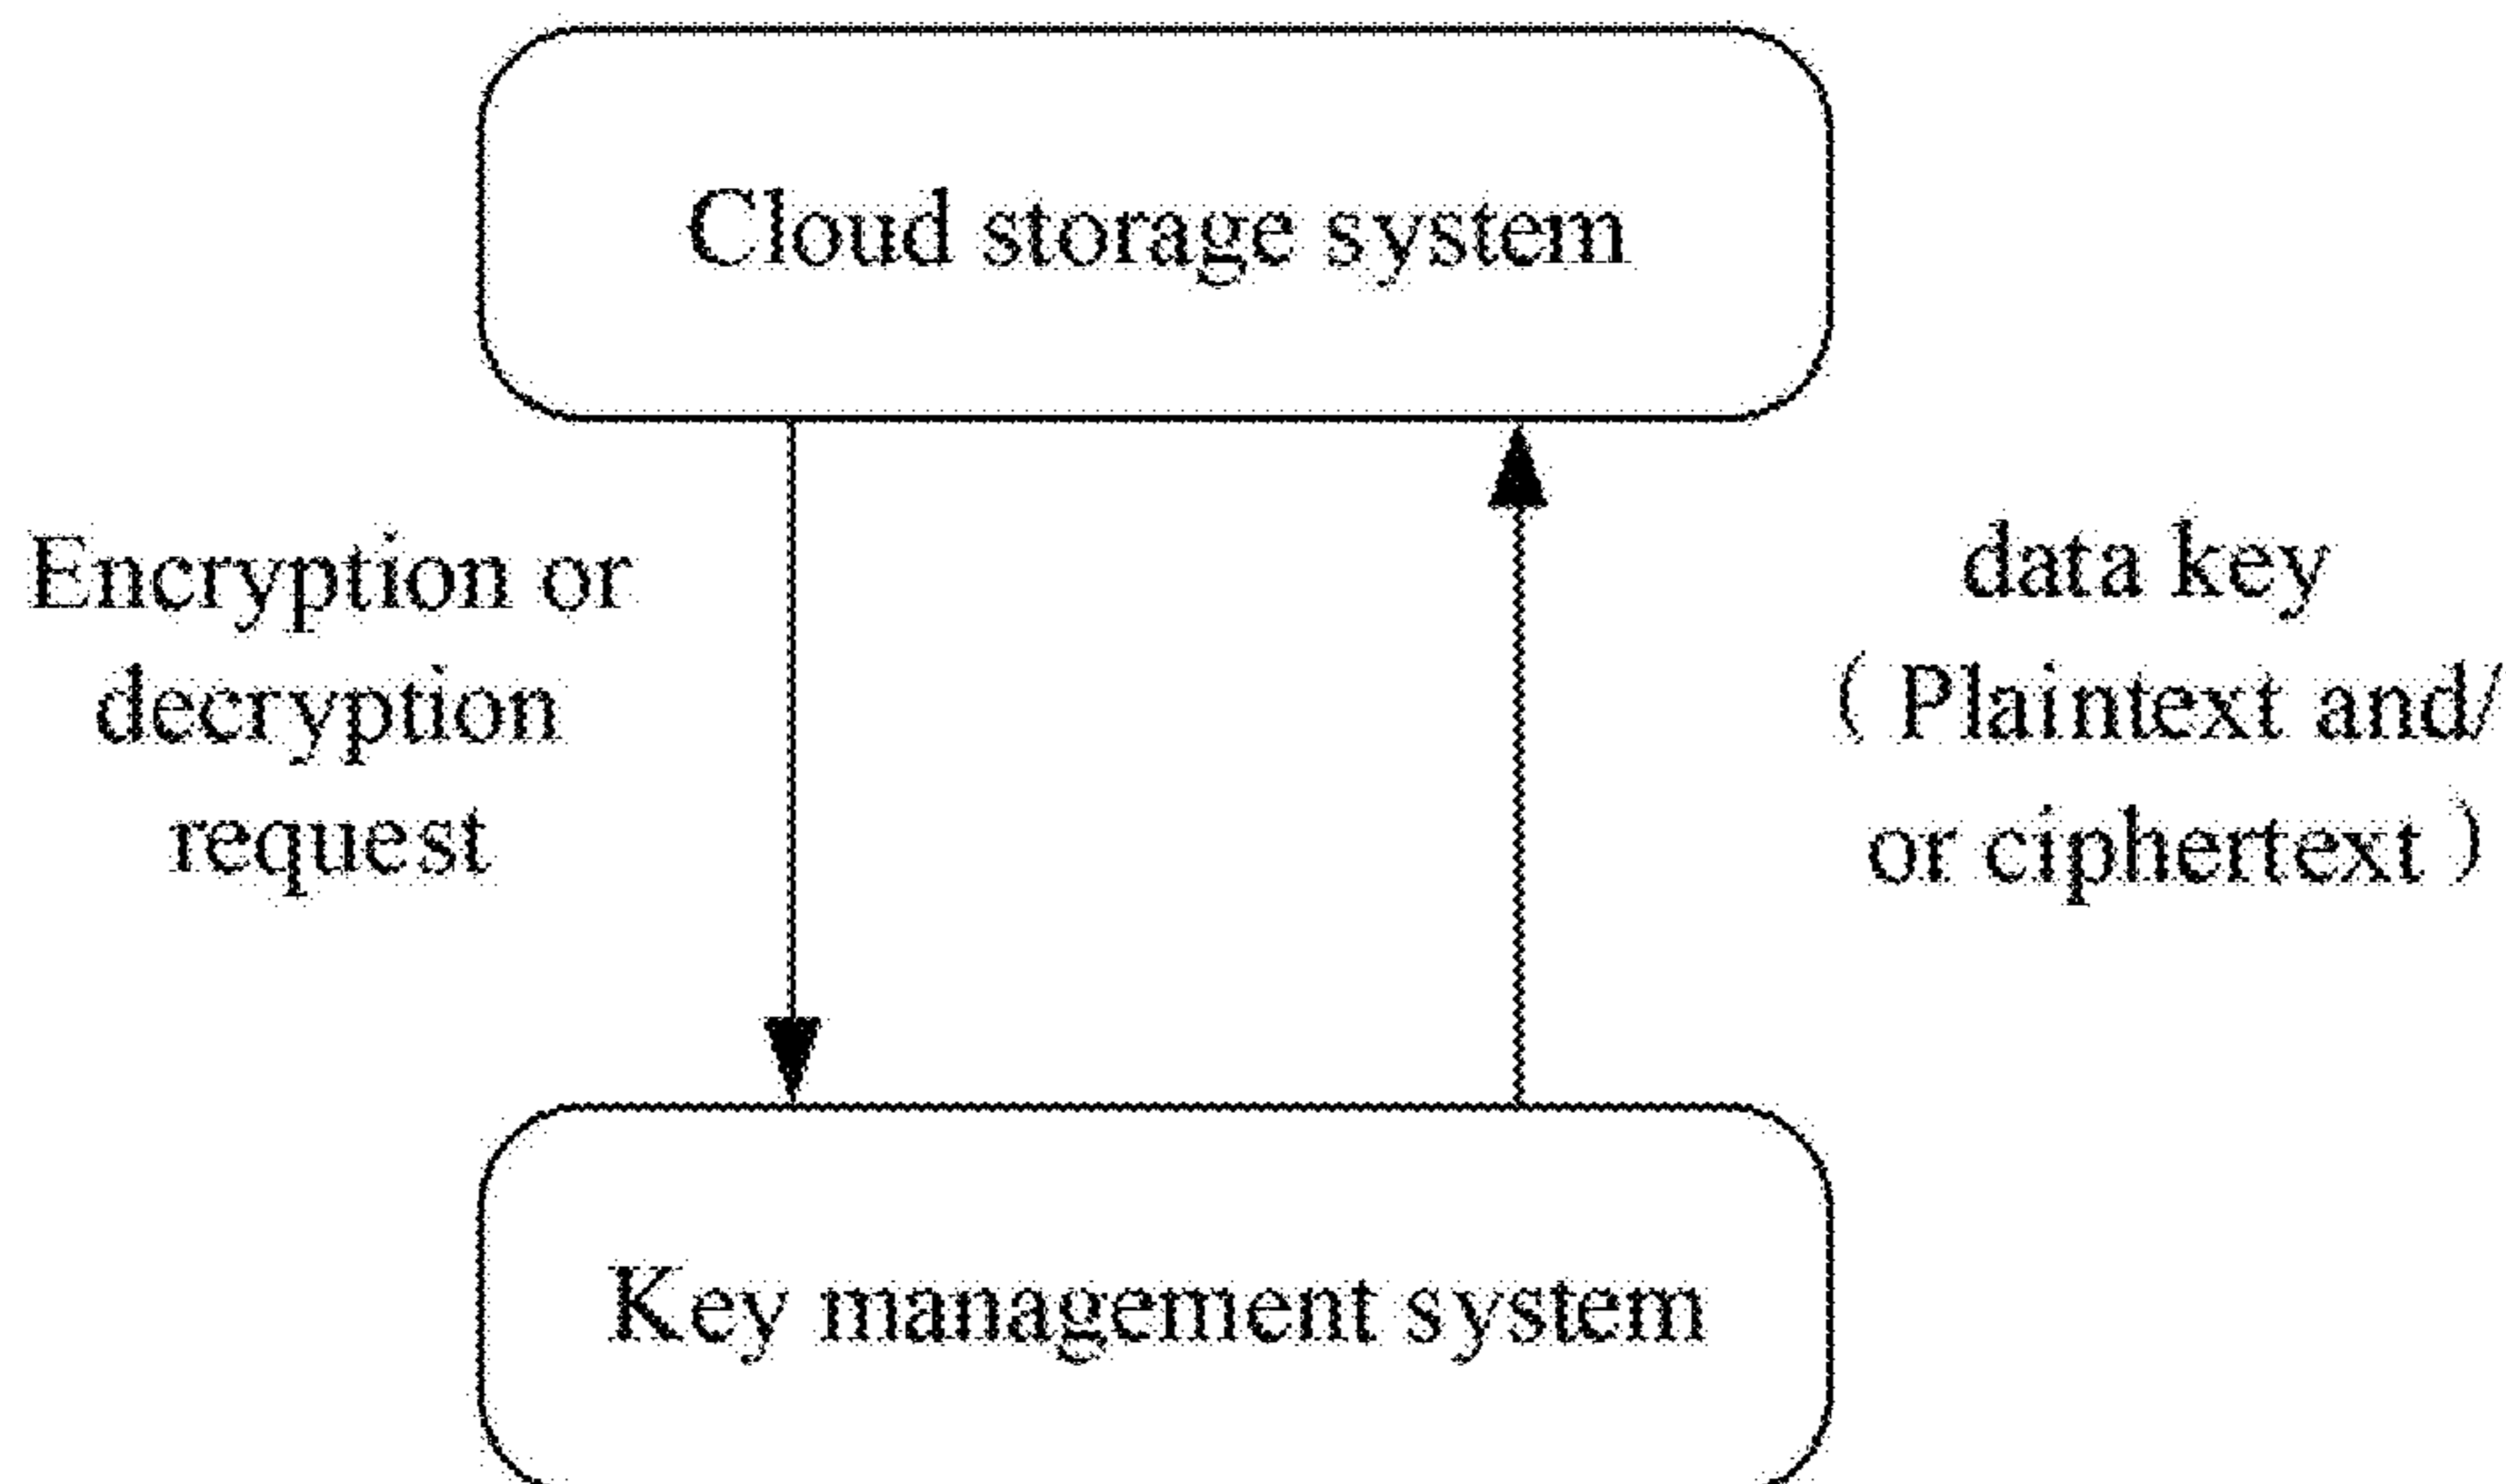 Cloud storage system
Encryption or
decryption
request
data key
( Plaintext and/
or ciphertext )
Key management system